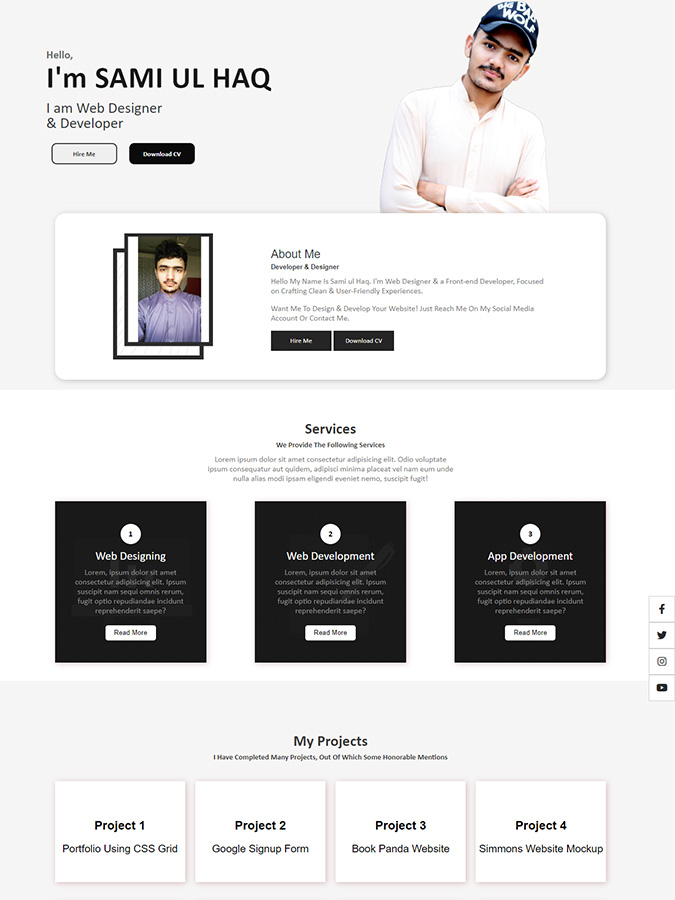 BIG BAD
WOLF
Hello,
I'm SAMI UL HAQ
I am Web Designer
& Developer
Hire Me
Download CV
About Me
Developer & Designer
Hello My Name Is Sami ul Haq. I'm Web Designer & a Front-end Developer, Focused
on Crafting Clean & User-Friendly Experiences.
Want Me To Design & Develop Your Website! Just Reach Me On My Social Media
Account Or Contact Me.
Hire Me
Download CV
Services
We Provide The Following Services
Lorem ipsum dolor sit amet consectetur adipisicing elit. Odio voluptate
ipsum consequatur aut quidem, adipisci minima placeat vel nam eum unde
nulla alias modi ipsam eligendi eveniet nemo, suscipit fugit!
1
Web Designing
Lorem, ipsum dolor sit amet
consectetur adipisicing elit. Ipsum
suscipit nam sequi omnis rerum,
fugit optio repudiandae incidunt
reprehenderit saepe?
Read More
2
Web Development
Lorem, ipsum dolor sit amet
consectetur adipisicing elit. Ipsum
suscipit nam sequi omnis rerum,
fugit optio repudiandae incidunt
reprehenderit saepe?
Read More
3
App Development
Lorem, ipsum dolor sit amet
consectetur adipisicing elit. Ipsum
suscipit nam sequi omnis rerum,
fugit optio repudiandae incidunt
reprehenderit saepe?
Read More
My Projects
I Have Completed Many Projects, Out Of Which Some Honorable Mentions
Project 1
Portfolio Using CSS Grid
Project 2
Google Signup Form
Project 3
Book Panda Website
Project 4
Simmons Website Mockup